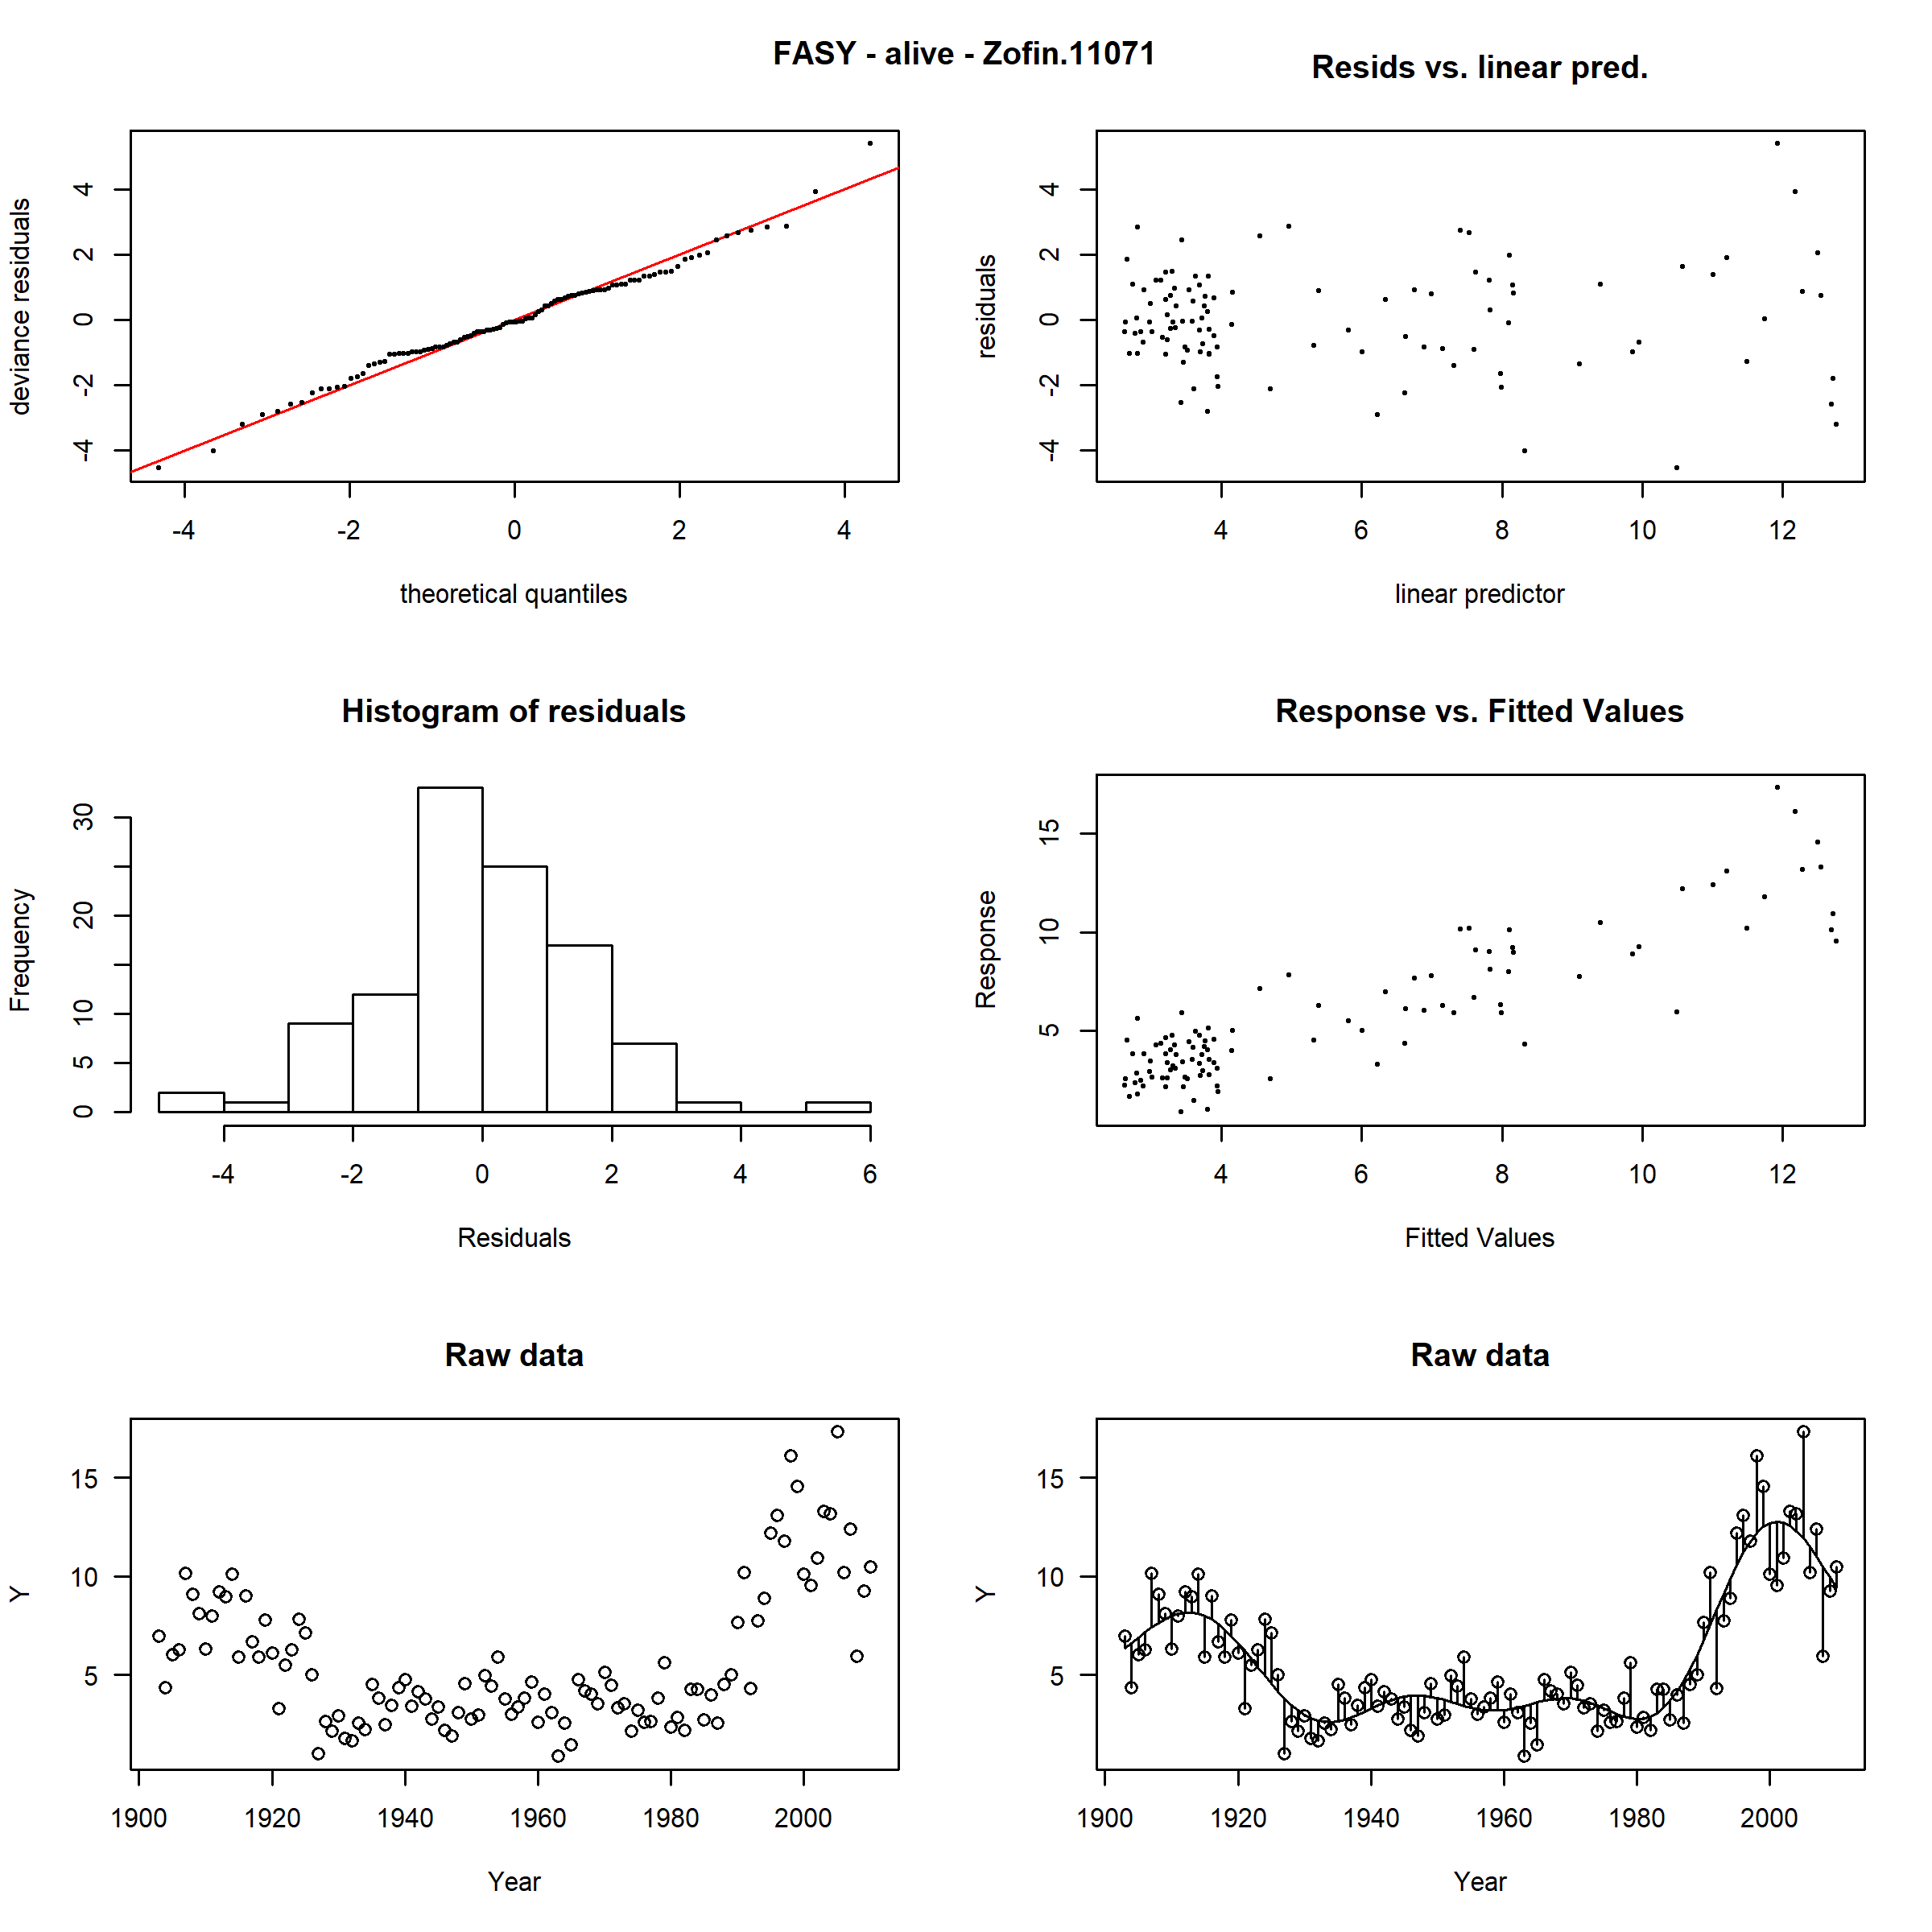 FASY - alive - Zofin.11071
Resids vs. linear pred.
deviance residuals
-4 -2 0 2 4
-4 -2 0 2 4
theoretical quantiles
residuals
-4 -2 0 2 4
4 6 8 10 12
linear predictor
Histogram of residuals
Frequency
0 5 10 20 30
-4 -2 0 2 4 6
Residuals
Response vs. Fitted Values
Response
5 10 15
4 6 8 10 12
Fitted Values
Raw data
Y
5 10 15
1900 1920 1940 1960 1980 2000
Year
Raw data
Y
5 10 15
1900 1920 1940 1960 1980 2000
Year